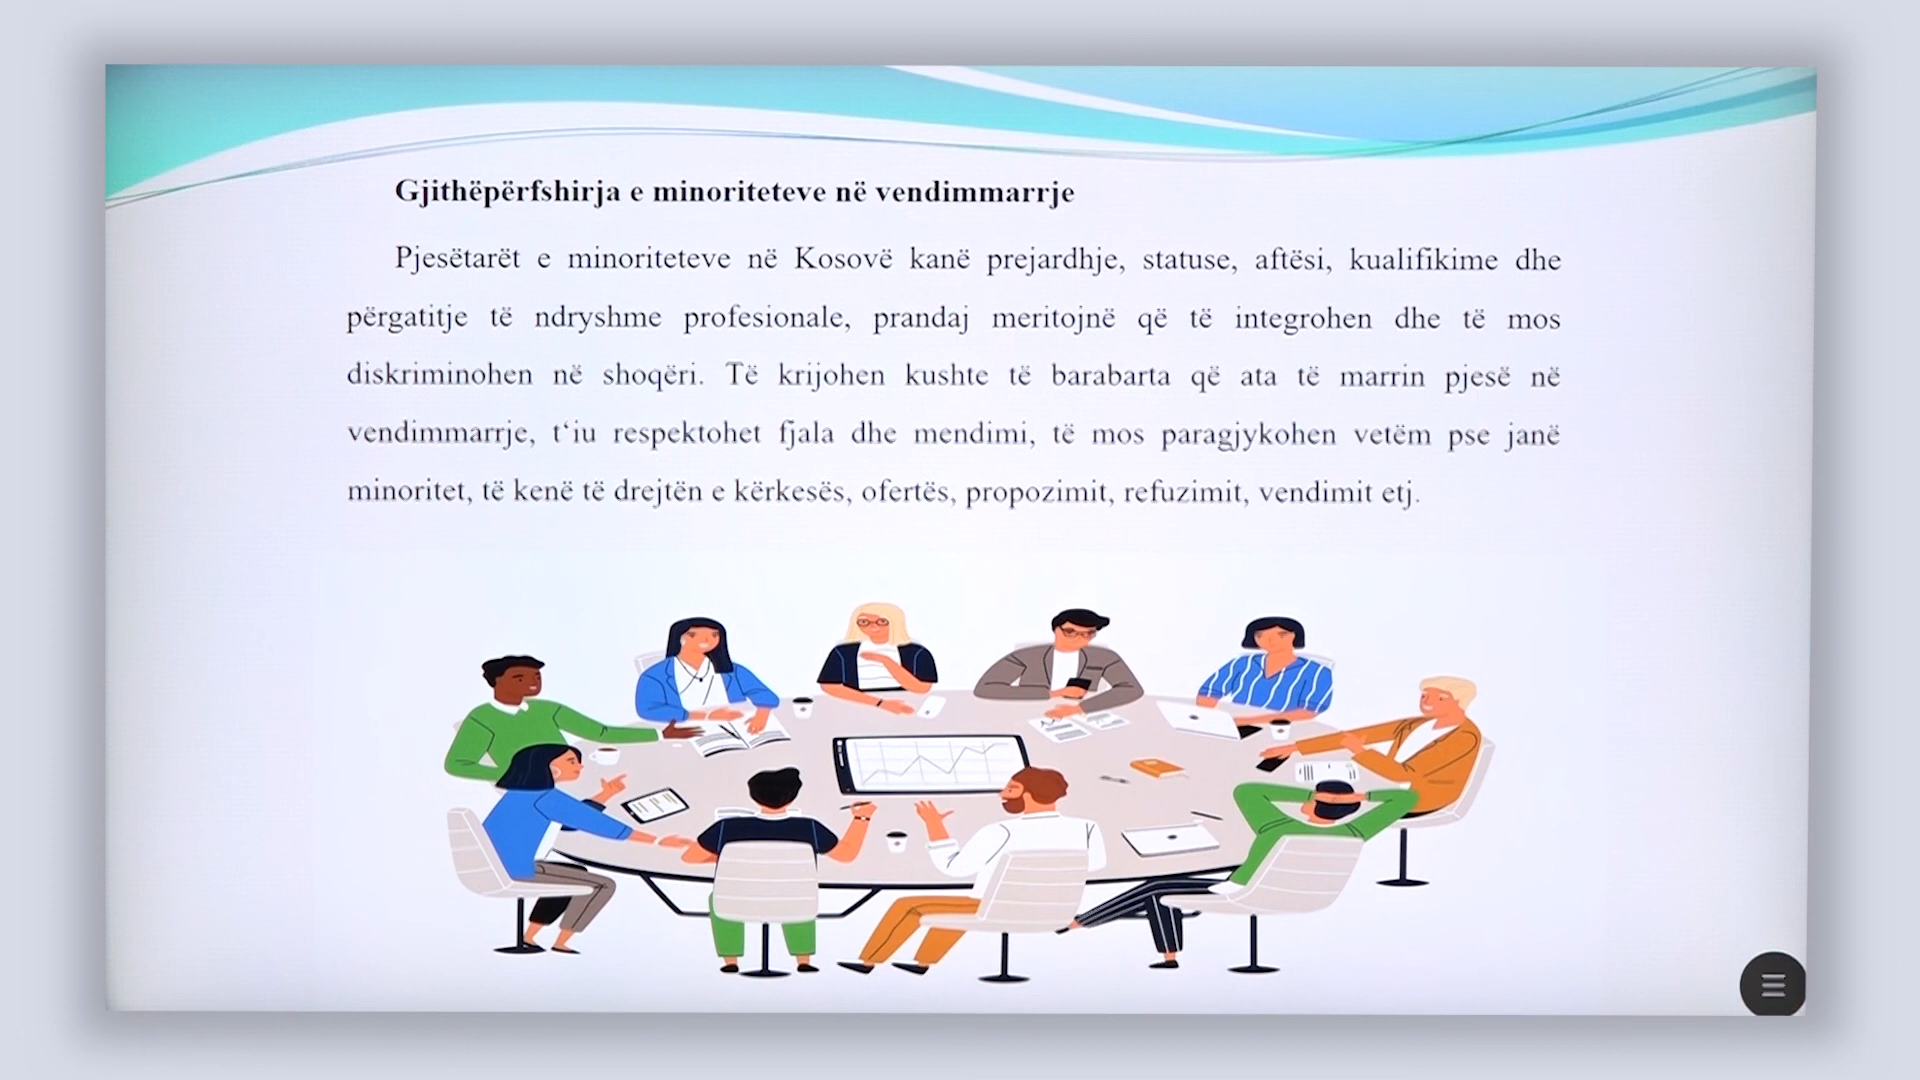 Gjithëpërfshirja e minoriteteve në vendimmarrje
Pjesëtarët e minoriteteve në Kosovë kanë prejardhje, statuse, aftësi, kualifikime dhe
përgatitje të ndryshme profesionale, prandaj meritojnë që të integrohen dhe të mos
diskriminohen në shoqëri. Të krijohen kushte të barabarta që ata të marrin pjesë në
vendimmarrje, t‘iu respektohet fjala dhe mendimi, të mos paragjykohen vetëm pse janë
minoritet, të kenë të drejtën e kërkesës, ofertës, propozimit, refuzimit, vendimit etj.